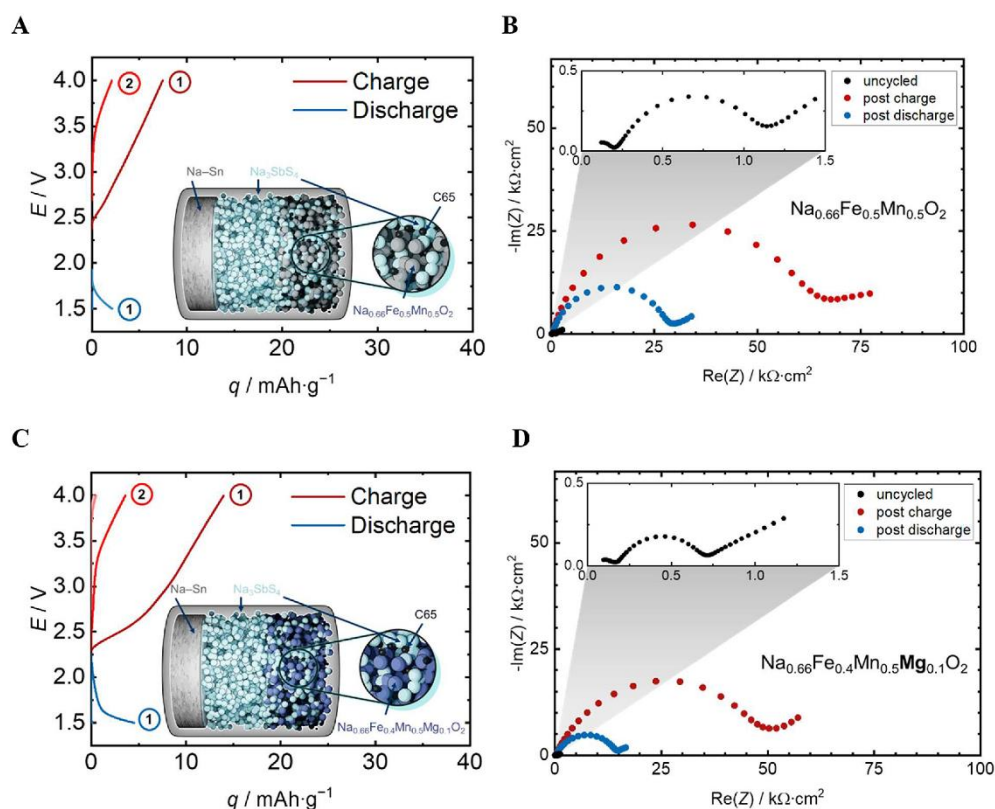 A
4.0
3.5
3.0
2.5
2.0
1.5
E / V
0
10
20
30
40
q / mAh·g⁻¹
2
1
1
Charge
Discharge
Na–Sn
Na₃SbS₄
C65
Na₀.₆₆Fe₀.₅Mn₀.₅O₂
B
50
25
0
-Im(Z) / kΩ·cm²
0
25
50
75
100
Re(Z) / kΩ·cm²
0.5
0.0
0.0
0.5
1.0
1.5
uncycled
post charge
post discharge
Na₀.₆₆Fe₀.₅Mn₀.₅O₂
C
4.0
3.5
3.0
2.5
2.0
1.5
E / V
0
10
20
30
40
q / mAh·g⁻¹
2
1
1
Charge
Discharge
Na–Sn
Na₃SbS₄
C65
Na₀.₆₆Fe₀.₄Mn₀.₅Mg₀.₁O₂
D
50
25
0
-Im(Z) / kΩ·cm²
0
25
50
75
100
Re(Z) / kΩ·cm²
0.5
0.0
0.0
0.5
1.0
1.5
uncycled
post charge
post discharge
Na₀.₆₆Fe₀.₄Mn₀.₅Mg₀.₁O₂